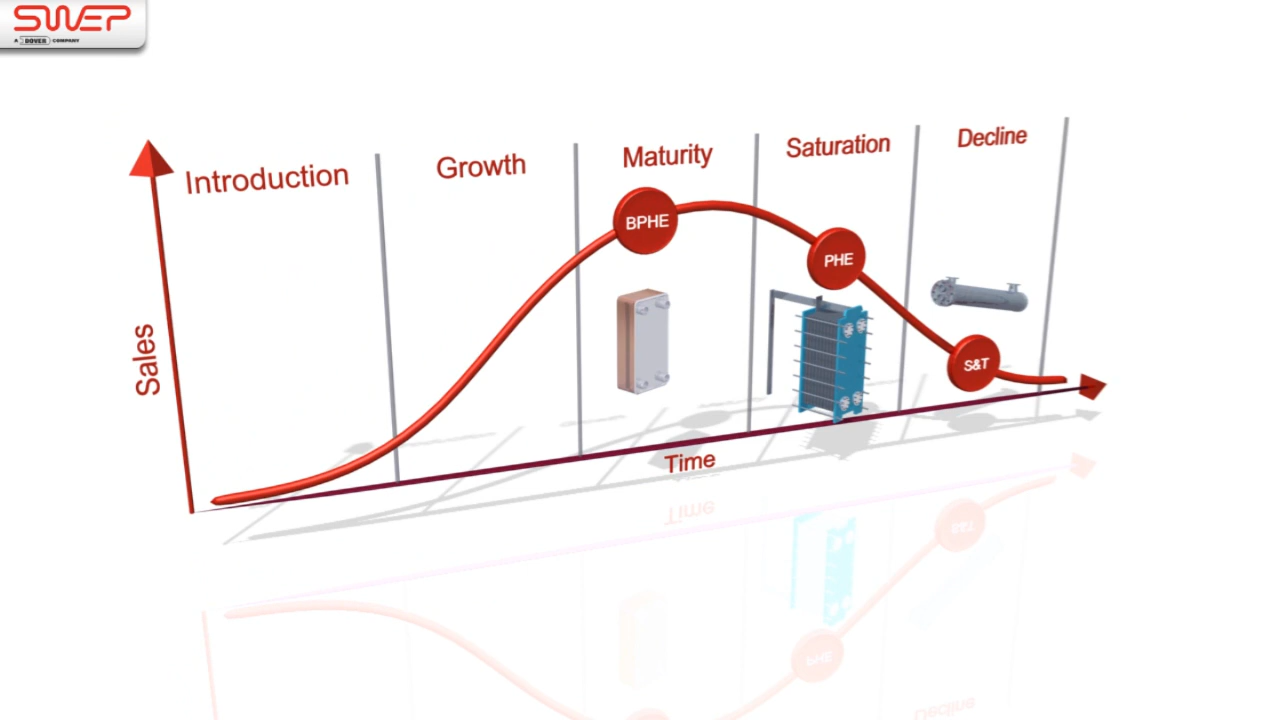 SWEP
A DOVER COMPANY
Introduction
Growth
Maturity
Saturation
Decline
BPHE
PHE
S&T
Sales
Time